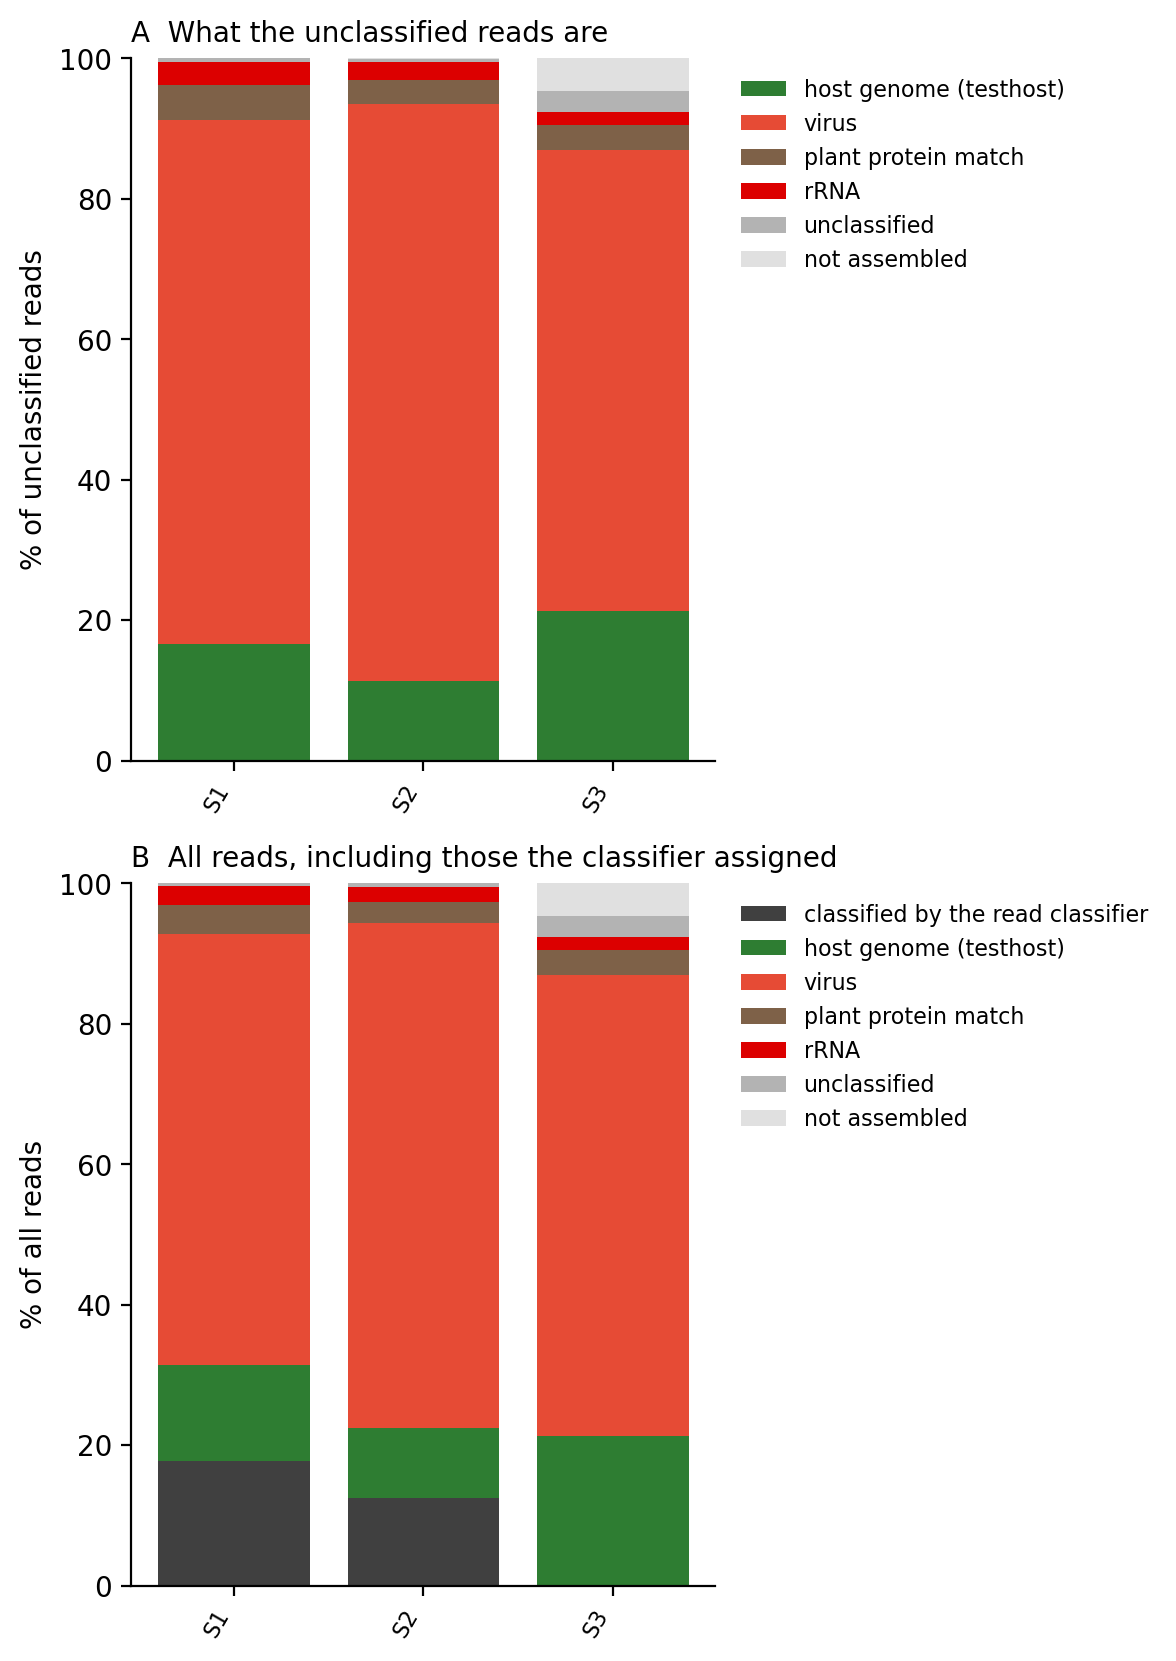 A  What the unclassified reads are
100
80
60
40
20
0
% of unclassified reads
S1
S2
S3
host genome (testhost)
virus
plant protein match
rRNA
unclassified
not assembled
B  All reads, including those the classifier assigned
100
80
60
40
20
0
% of all reads
S1
S2
S3
classified by the read classifier
host genome (testhost)
virus
plant protein match
rRNA
unclassified
not assembled